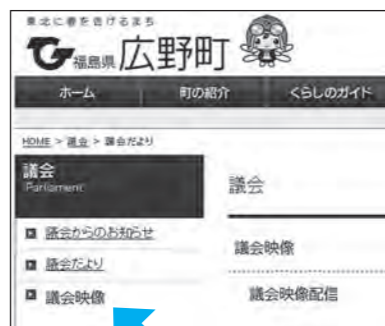 東北に春を告げるまち
福島県広野町
ホーム 町の紹介 くらしのガイド
HOME > 議会 > 議会だより
議会
Parliament
議会からのお知らせ
議会だより
議会映像
議会
議会映像
議会映像配信